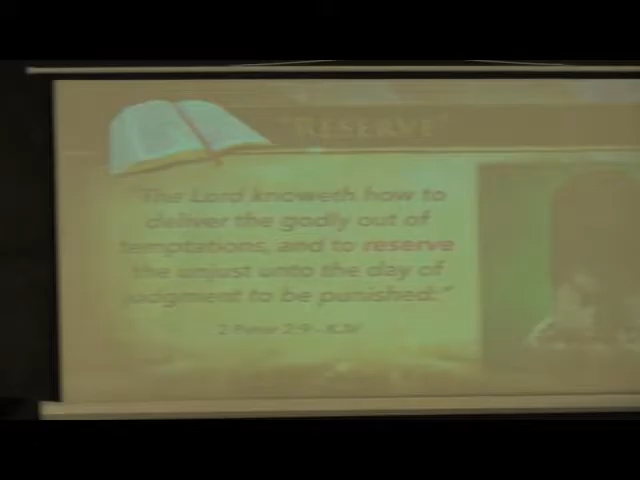 "RESERVE"
"The Lord knoweth how to
deliver the godly out of
temptations, and to reserve
the unjust unto the day of
judgment to be punished:"
2 Peter 2:9 - KJV